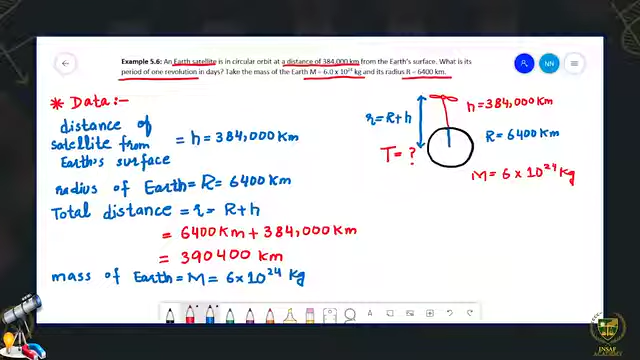 Example 5.6: An Earth satellite is in circular orbit at a distance of 384,000 km from the Earth's surface. What is its
period of one revolution in days? Take the mass of the Earth M = 6.0 x 10²⁴ kg and its radius R = 6400 km.
NN
* Data:-
distance of
satellite from = h = 384,000 Km
Earth's surface
radius of Earth = R = 6400 Km
Total distance = r = R+h
= 6400 Km + 384,000 Km
= 390400 km
mass of Earth = M = 6 x 10²⁴ Kg
r = R+h
h = 384,000 Km
R = 6400 Km
T = ?
M = 6 x 10²⁴ Kg
INSAF
ACADEMY